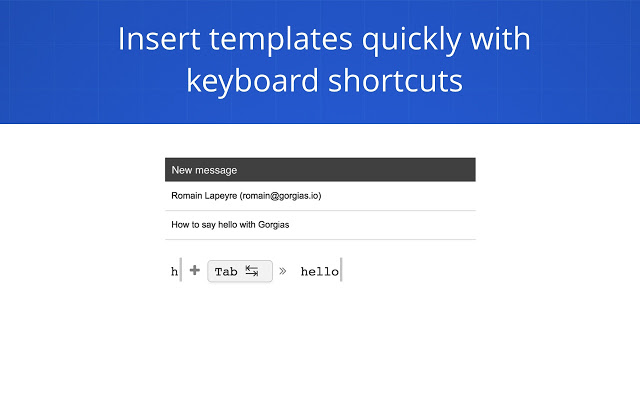 Insert templates quickly with
keyboard shortcuts
New message
Romain Lapeyre (romain@gorgias.io)
How to say hello with Gorgias
h + Tab » hello